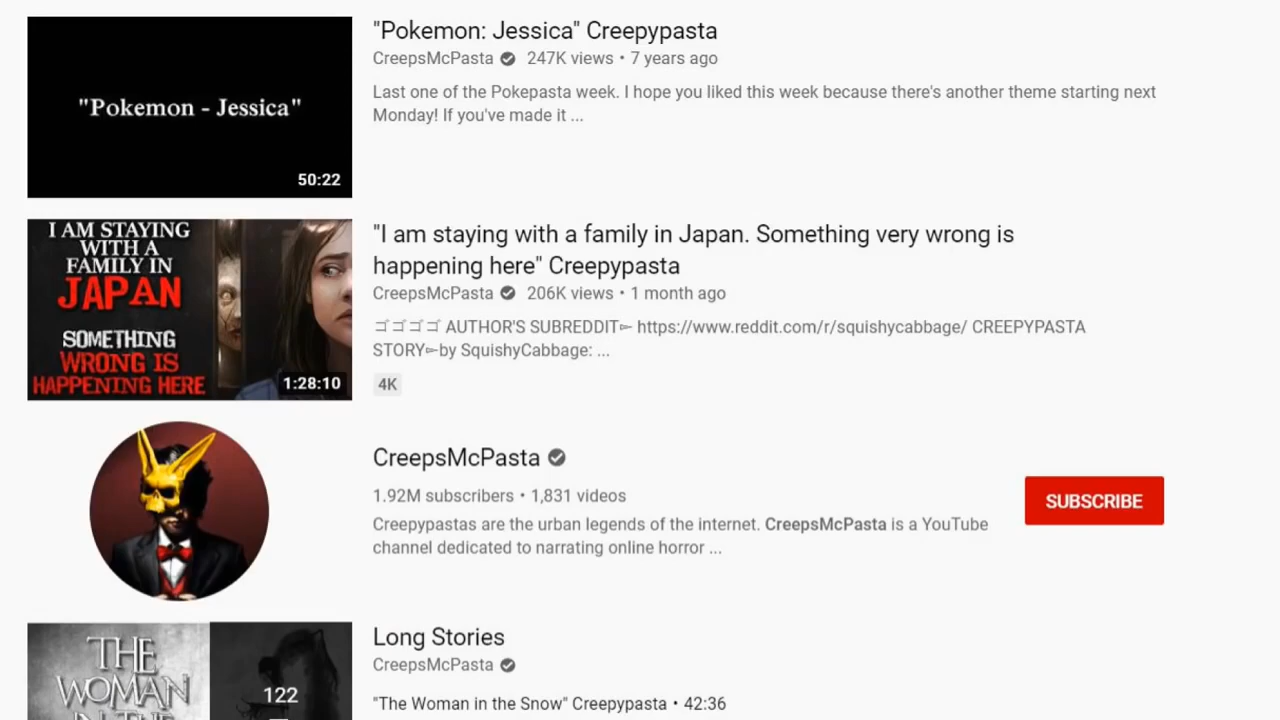 "Pokemon - Jessica"
50:22
"Pokemon: Jessica" Creepypasta
CreepsMcPasta 247K views • 7 years ago
Last one of the Pokepasta week. I hope you liked this week because there's another theme starting next
Monday! If you've made it ...
I AM STAYING
WITH A
FAMILY IN
JAPAN
SOMETHING
WRONG IS
HAPPENING HERE
1:28:10
"I am staying with a family in Japan. Something very wrong is
happening here" Creepypasta
CreepsMcPasta 206K views • 1 month ago
ゴゴゴゴ AUTHOR'S SUBREDDIT► https://www.reddit.com/r/squishycabbage/ CREEPYPASTA
STORY►by SquishyCabbage: ...
4K
CreepsMcPasta
1.92M subscribers • 1,831 videos
Creepypastas are the urban legends of the internet. CreepsMcPasta is a YouTube
channel dedicated to narrating online horror ...
SUBSCRIBE
THE
WOMAN
IN THE
122
Long Stories
CreepsMcPasta
"The Woman in the Snow" Creepypasta • 42:36